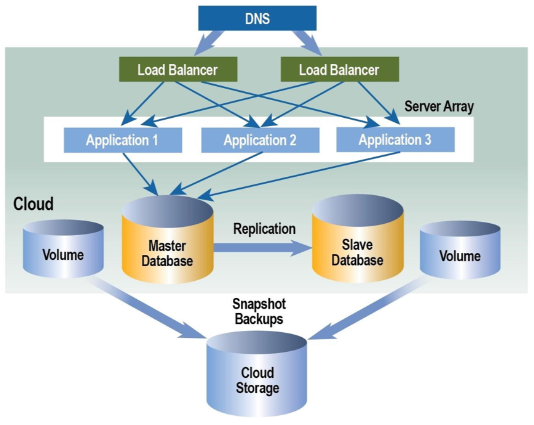 DNS
Load Balancer
Load Balancer
Server Array
Application 1
Application 2
Application 3
Cloud
Volume
Master
Database
Replication
Slave
Database
Volume
Snapshot
Backups
Cloud
Storage